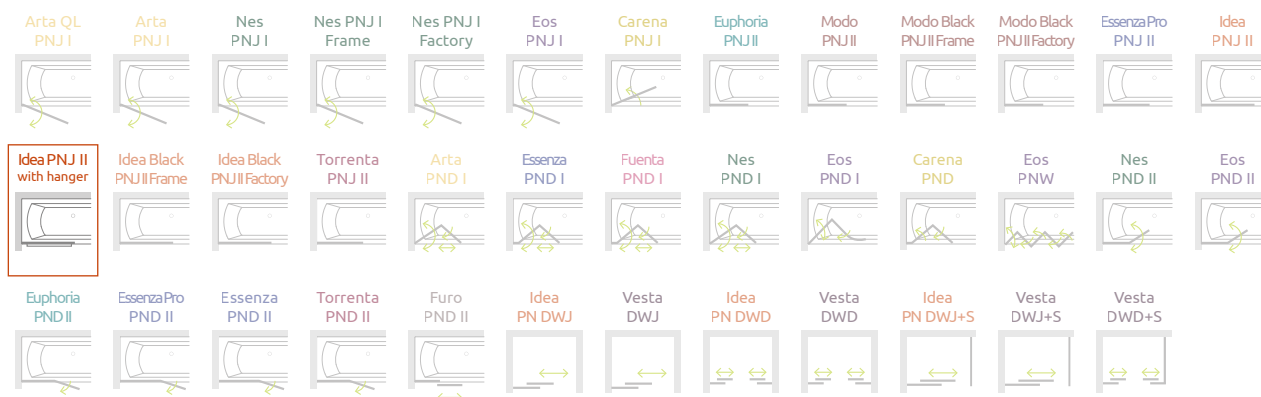 Arta QL
PNJ I
Arta
PNJ I
Nes
PNJ I
Nes PNJ I
Frame
Nes PNJ I
Factory
Eos
PNJ I
Carena
PNJ I
Euphoria
PNJ II
Modo
PNJ II
Modo Black
PNJ II Frame
Modo Black
PNJ II Factory
Essenza Pro
PNJ II
Idea
PNJ II
Idea PNJ II
with hanger
Idea Black
PNJ II Frame
Idea Black
PNJ II Factory
Torrenta
PNJ II
Arta
PND I
Essenza
PND I
Fuenta
PND I
Nes
PND I
Eos
PND I
Carena
PND
Eos
PNW
Nes
PND II
Eos
PND II
Euphoria
PND II
Essenza Pro
PND II
Essenza
PND II
Torrenta
PND II
Furo
PND II
Idea
PN DWJ
Vesta
DWJ
Idea
PN DWD
Vesta
DWD
Idea
PN DWJ+S
Vesta
DWJ+S
Vesta
DWD+S